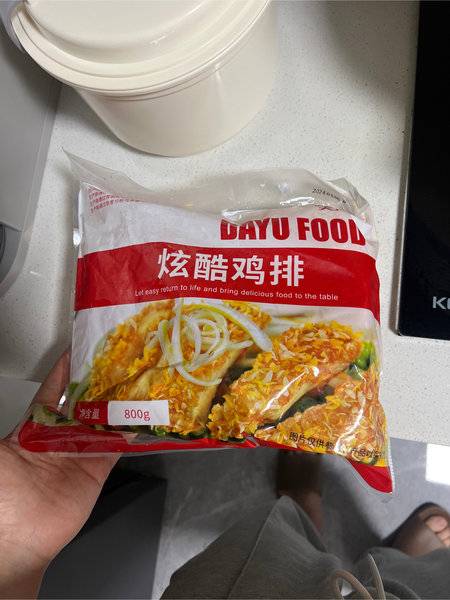 DAYU FOOD
炫酷鸡排
Let easy return to life and bring delicious food to the table
净含量
800g
图片仅供参